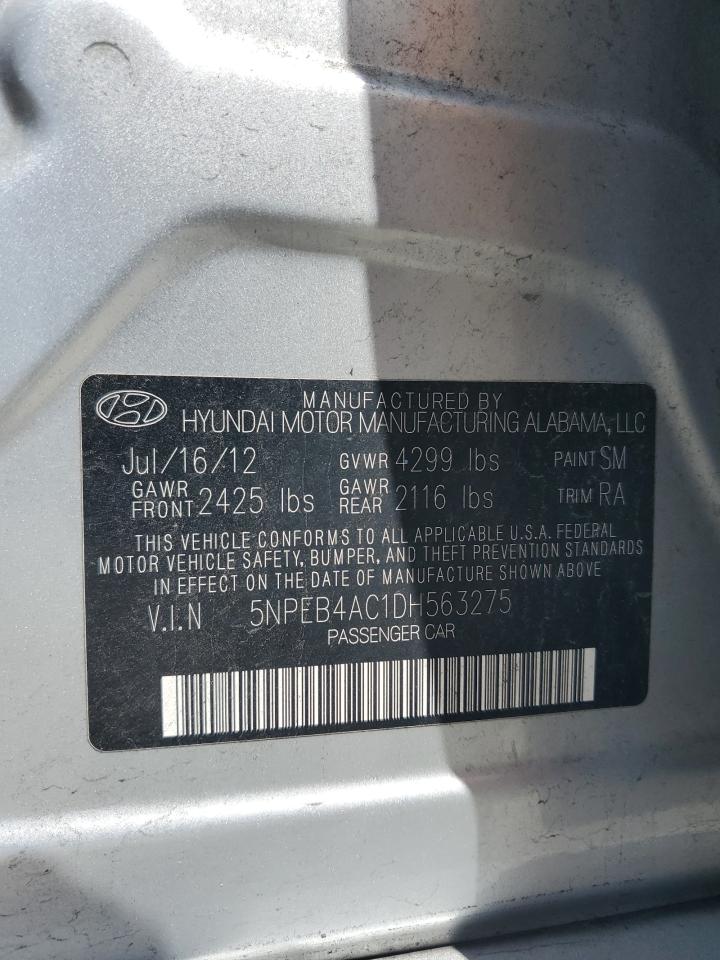 MANUFACTURED BY
HYUNDAI MOTOR MANUFACTURING ALABAMA, LLC
Jul/16/12 GVWR 4299 lbs PAINT SM
GAWR FRONT 2425 lbs GAWR REAR 2116 lbs TRIM RA
THIS VEHICLE CONFORMS TO ALL APPLICABLE U.S.A. FEDERAL
MOTOR VEHICLE SAFETY, BUMPER, AND THEFT PREVENTION STANDARDS
IN EFFECT ON THE DATE OF MANUFACTURE SHOWN ABOVE
V.I.N 5NPEB4AC1DH563275
PASSENGER CAR